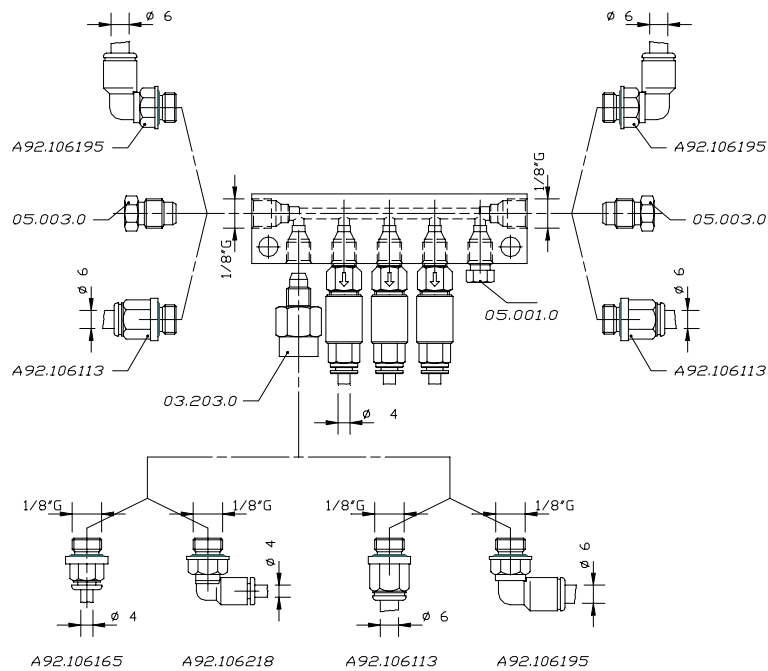 ø 6
ø 6
A92.106195
A92.106195
1/8"G
05.003.0
05.003.0
1/8"G
ø 6
ø 6
05.001.0
A92.106113
A92.106113
03.203.0
ø 4
1/8"G
1/8"G
1/8"G
1/8"G
ø 4
ø 6
ø 4
ø 6
A92.106165
A92.106218
A92.106113
A92.106195